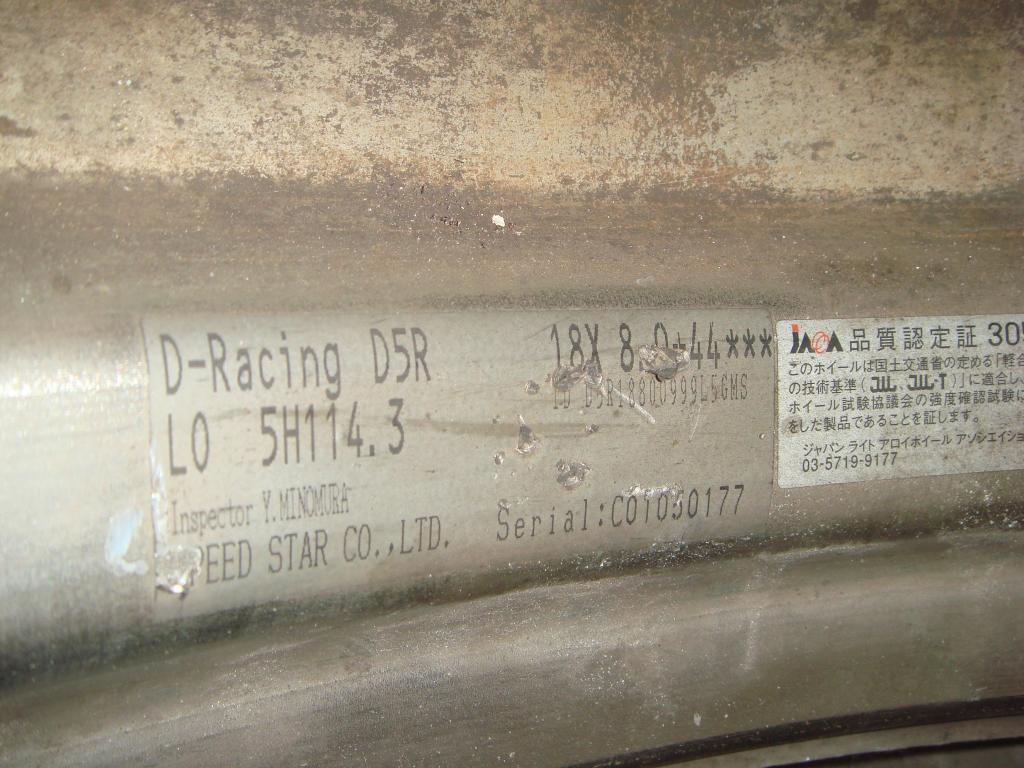 D-Racing D5R 18X 8.0+44***
LO 5H114.3
Inspector Y.MINOMURA
SPEED STAR CO.,LTD. Serial:C01050177
JAWA 品質認定証 305
このホイールは国土交通省の定める「軽合
の技術基準(JWL、JWL-T)」に適合し、
ホイール試験協議会の強度確認試験に
をした製品であることを証します。
ジャパン ライト アロイホイール アソシエイショ
03-5719-9177